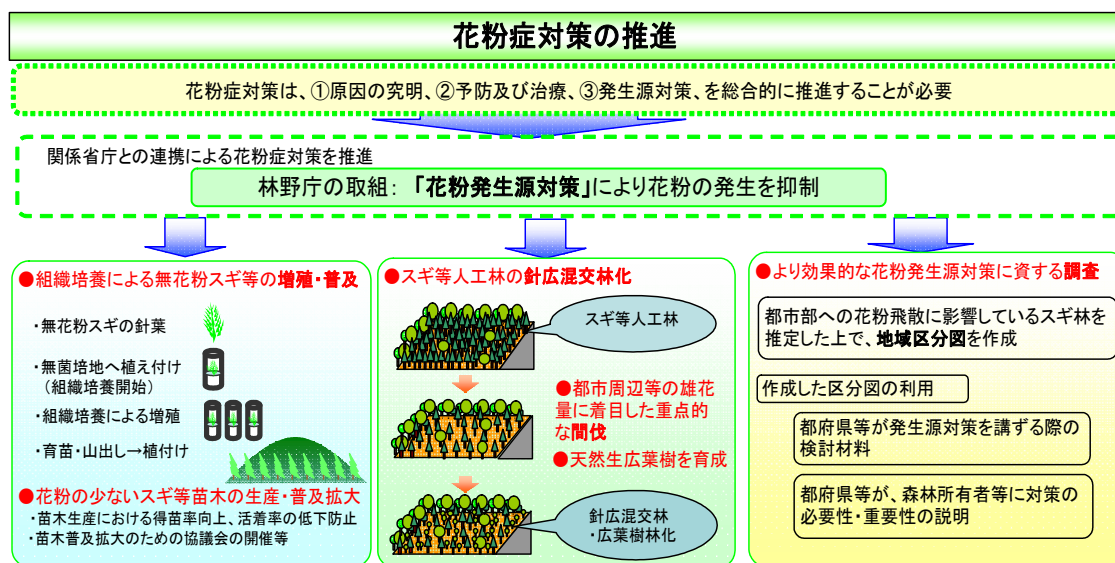 花粉症対策の推進
花粉症対策は、①原因の究明、②予防及び治療、③発生源対策、を総合的に推進することが必要
関係省庁との連携による花粉症対策を推進
林野庁の取組： 「花粉発生源対策」により花粉の発生を抑制
●組織培養による無花粉スギ等の増殖・普及
・無花粉スギの針葉
・無菌培地へ植え付け
（組織培養開始）
・組織培養による増殖
・育苗・山出し→植付け
●花粉の少ないスギ等苗木の生産・普及拡大
・苗木生産における得苗率向上、活着率の低下防止
・苗木普及拡大のための協議会の開催等
●スギ等人工林の針広混交林化
スギ等人工林
●都市周辺等の雄花
量に着目した重点的
な間伐
●天然生広葉樹を育成
針広混交林
・広葉樹林化
●より効果的な花粉発生源対策に資する調査
都市部への花粉飛散に影響しているスギ林を
推定した上で、地域区分図を作成
作成した区分図の利用
都府県等が発生源対策を講ずる際の
検討材料
都府県等が、森林所有者等に対策の
必要性・重要性の説明